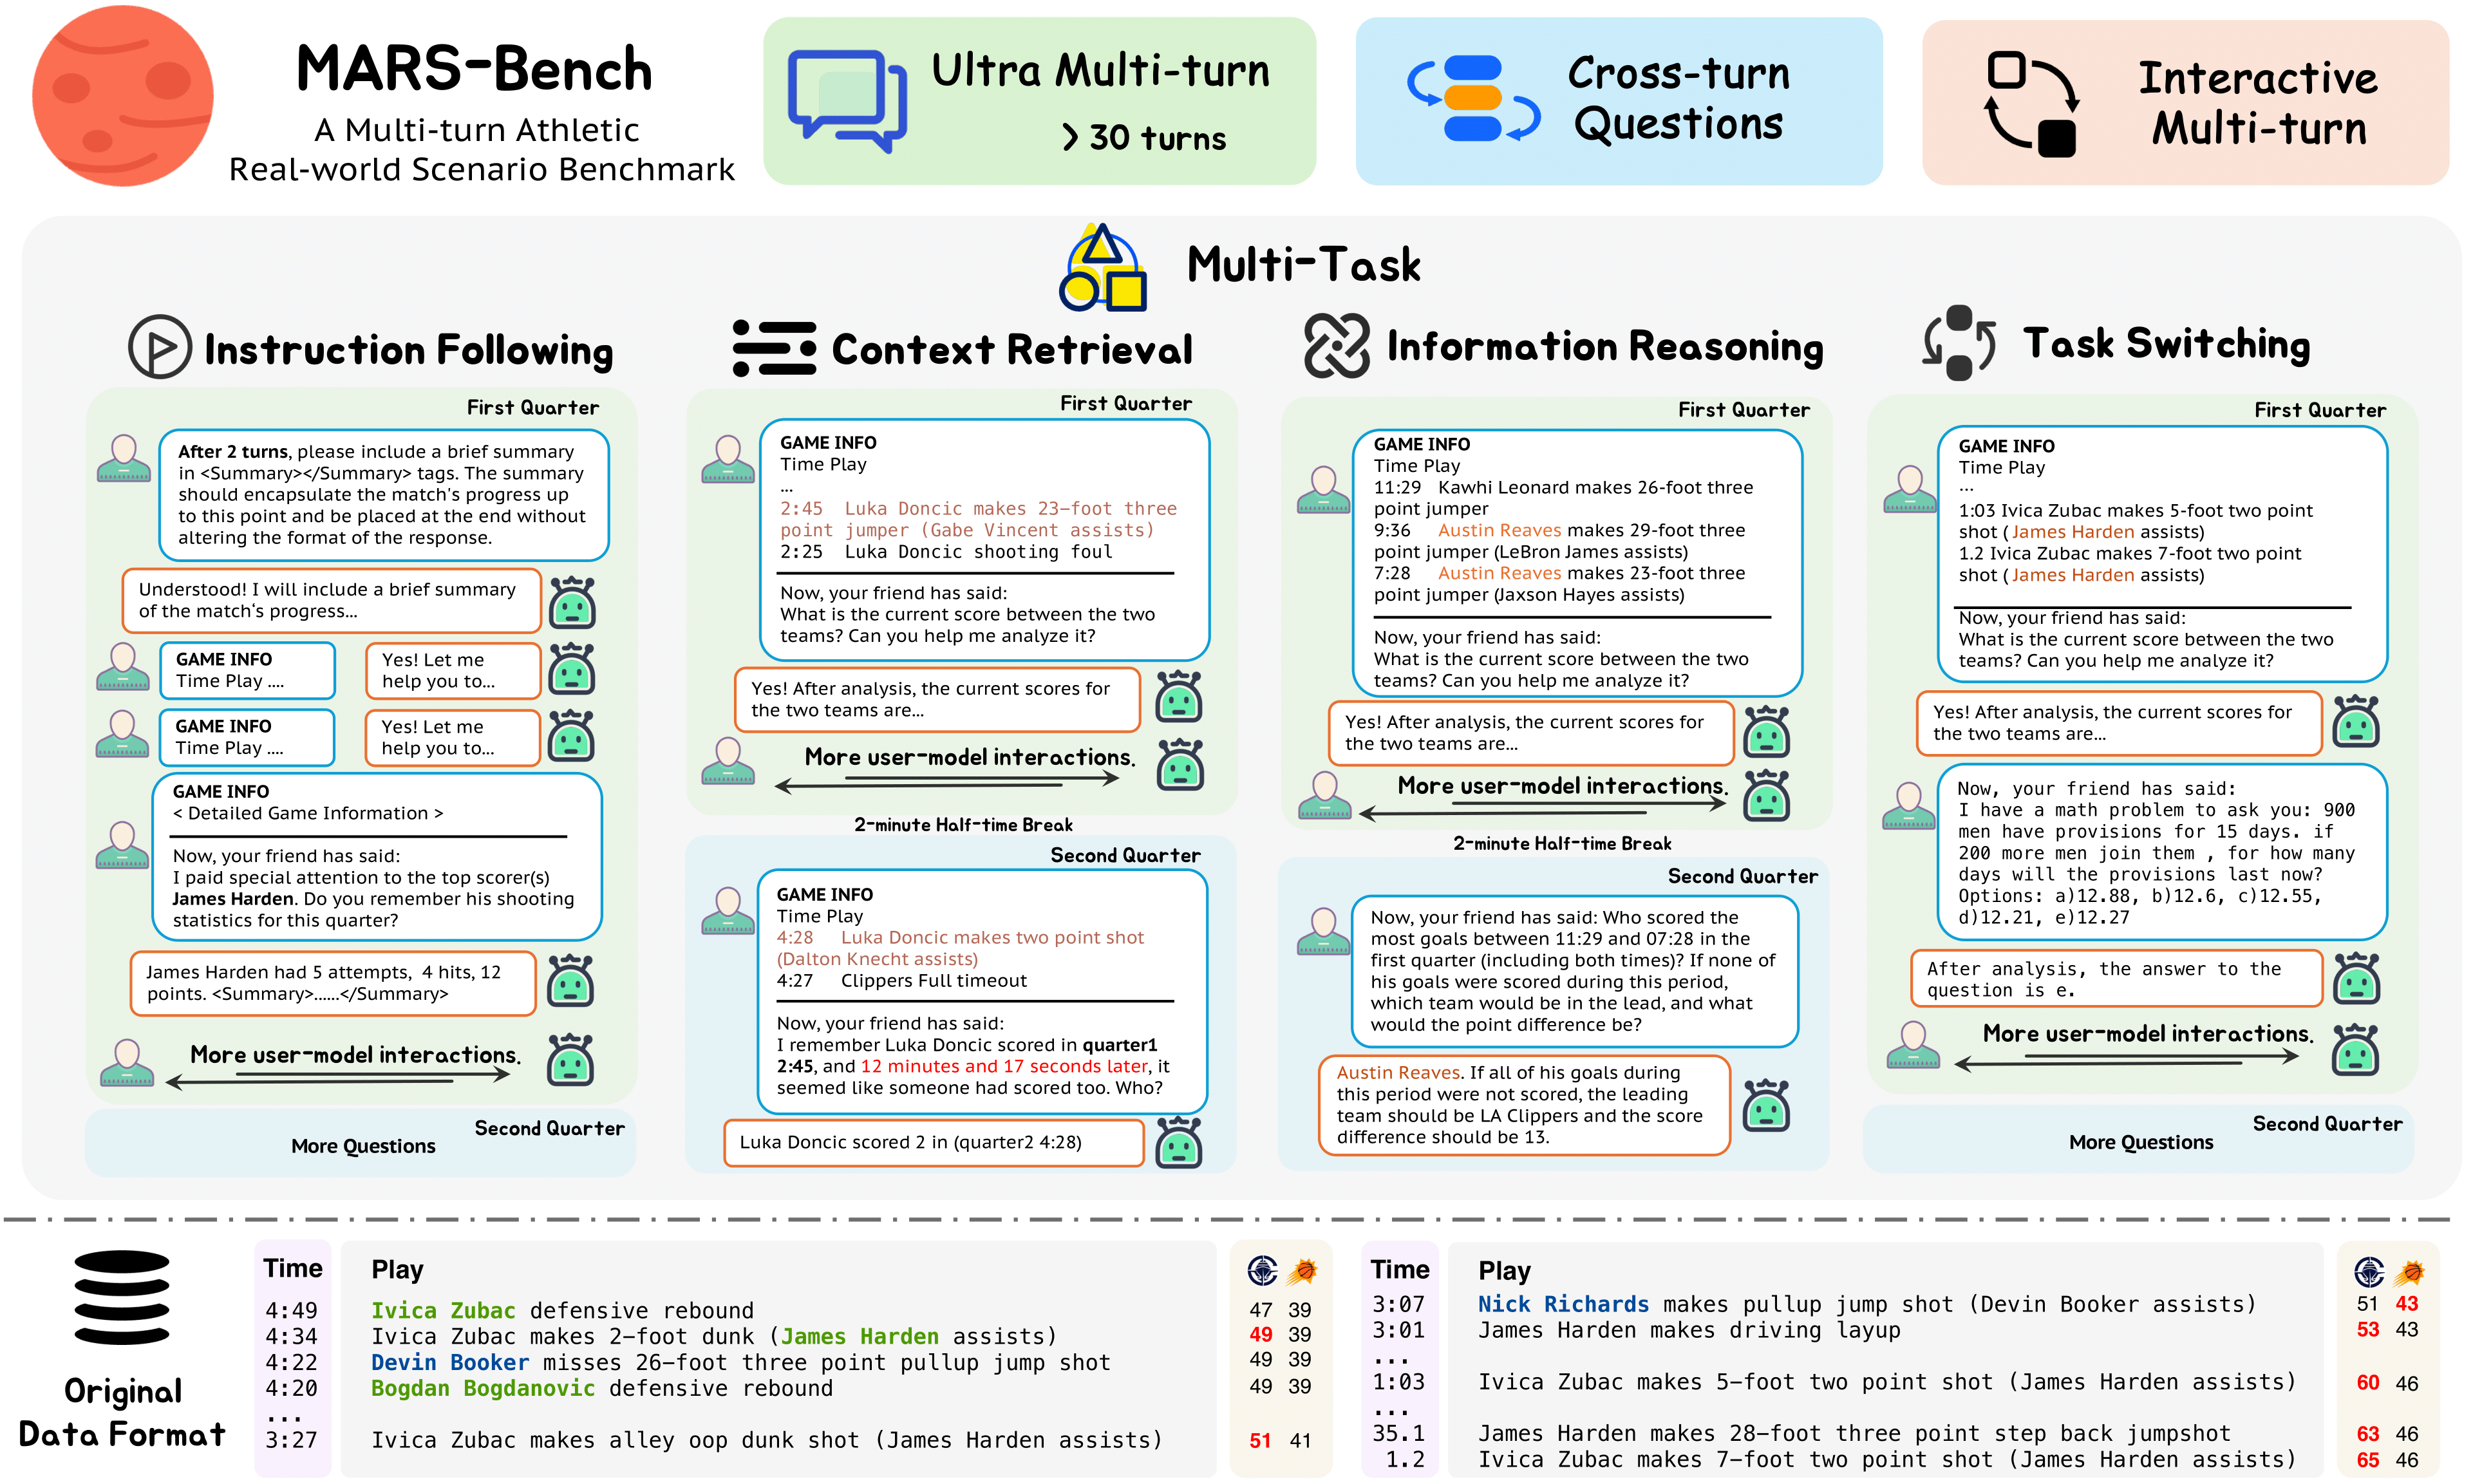 MARS-Bench
A Multi-turn Athletic
Real-world Scenario Benchmark
Ultra Multi-turn
> 30 turns
Cross-turn
Questions
Interactive
Multi-turn
Multi-Task
Instruction Following
First Quarter
After 2 turns, please include a brief summary
in <Summary></Summary> tags. The summary
should encapsulate the match's progress up
to this point and be placed at the end without
altering the format of the response.
Understood! I will include a brief summary
of the match's progress...
GAME INFO
Time Play ....
Yes! Let me
help you to...
GAME INFO
Time Play ....
Yes! Let me
help you to...
GAME INFO
< Detailed Game Information >
Now, your friend has said:
I paid special attention to the top scorer(s)
James Harden. Do you remember his shooting
statistics for this quarter?
James Harden had 5 attempts, 4 hits, 12
points. <Summary>......</Summary>
More user-model interactions.
Second Quarter
More Questions
Context Retrieval
First Quarter
GAME INFO
Time Play
...
2:45 Luka Doncic makes 23-foot three
point jumper (Gabe Vincent assists)
2:25 Luka Doncic shooting foul
Now, your friend has said:
What is the current score between the two
teams? Can you help me analyze it?
Yes! After analysis, the current scores for
the two teams are...
More user-model interactions.
2-minute Half-time Break
Second Quarter
GAME INFO
Time Play
4:28 Luka Doncic makes two point shot
(Dalton Knecht assists)
4:27 Clippers Full timeout
Now, your friend has said:
I remember Luka Doncic scored in quarter1
2:45, and 12 minutes and 17 seconds later, it
seemed like someone had scored too. Who?
Luka Doncic scored 2 in (quarter2 4:28)
Information Reasoning
First Quarter
GAME INFO
Time Play
11:29 Kawhi Leonard makes 26-foot three
point jumper
9:36 Austin Reaves makes 29-foot three
point jumper (LeBron James assists)
7:28 Austin Reaves makes 23-foot three
point jumper (Jaxson Hayes assists)
Now, your friend has said:
What is the current score between the two
teams? Can you help me analyze it?
Yes! After analysis, the current scores for
the two teams are...
More user-model interactions.
2-minute Half-time Break
Second Quarter
Now, your friend has said: Who scored the
most goals between 11:29 and 07:28 in the
first quarter (including both times)? If none of
his goals were scored during this period,
which team would be in the lead, and what
would the point difference be?
Austin Reaves. If all of his goals during
this period were not scored, the leading
team should be LA Clippers and the score
difference should be 13.
Task Switching
First Quarter
GAME INFO
Time Play
...
1:03 Ivica Zubac makes 5-foot two point
shot (James Harden assists)
1.2 Ivica Zubac makes 7-foot two point
shot (James Harden assists)
Now, your friend has said:
What is the current score between the two
teams? Can you help me analyze it?
Yes! After analysis, the current scores for
the two teams are...
Now, your friend has said:
I have a math problem to ask you: 900
men have provisions for 15 days. if
200 more men join them , for how many
days will the provisions last now?
Options: a)12.88, b)12.6, c)12.55,
d)12.21, e)12.27
After analysis, the answer to the
question is e.
More user-model interactions.
Second Quarter
More Questions
Original
Data Format
Time Play
4:49 Ivica Zubac defensive rebound 47 39
4:34 Ivica Zubac makes 2-foot dunk (James Harden assists) 49 39
4:22 Devin Booker misses 26-foot three point pullup jump shot 49 39
4:20 Bogdan Bogdanovic defensive rebound 49 39
...
3:27 Ivica Zubac makes alley oop dunk shot (James Harden assists) 51 41
Time Play
3:07 Nick Richards makes pullup jump shot (Devin Booker assists) 51 43
3:01 James Harden makes driving layup 53 43
...
1:03 Ivica Zubac makes 5-foot two point shot (James Harden assists) 60 46
...
35.1 James Harden makes 28-foot three point step back jumpshot 63 46
1.2 Ivica Zubac makes 7-foot two point shot (James Harden assists) 65 46